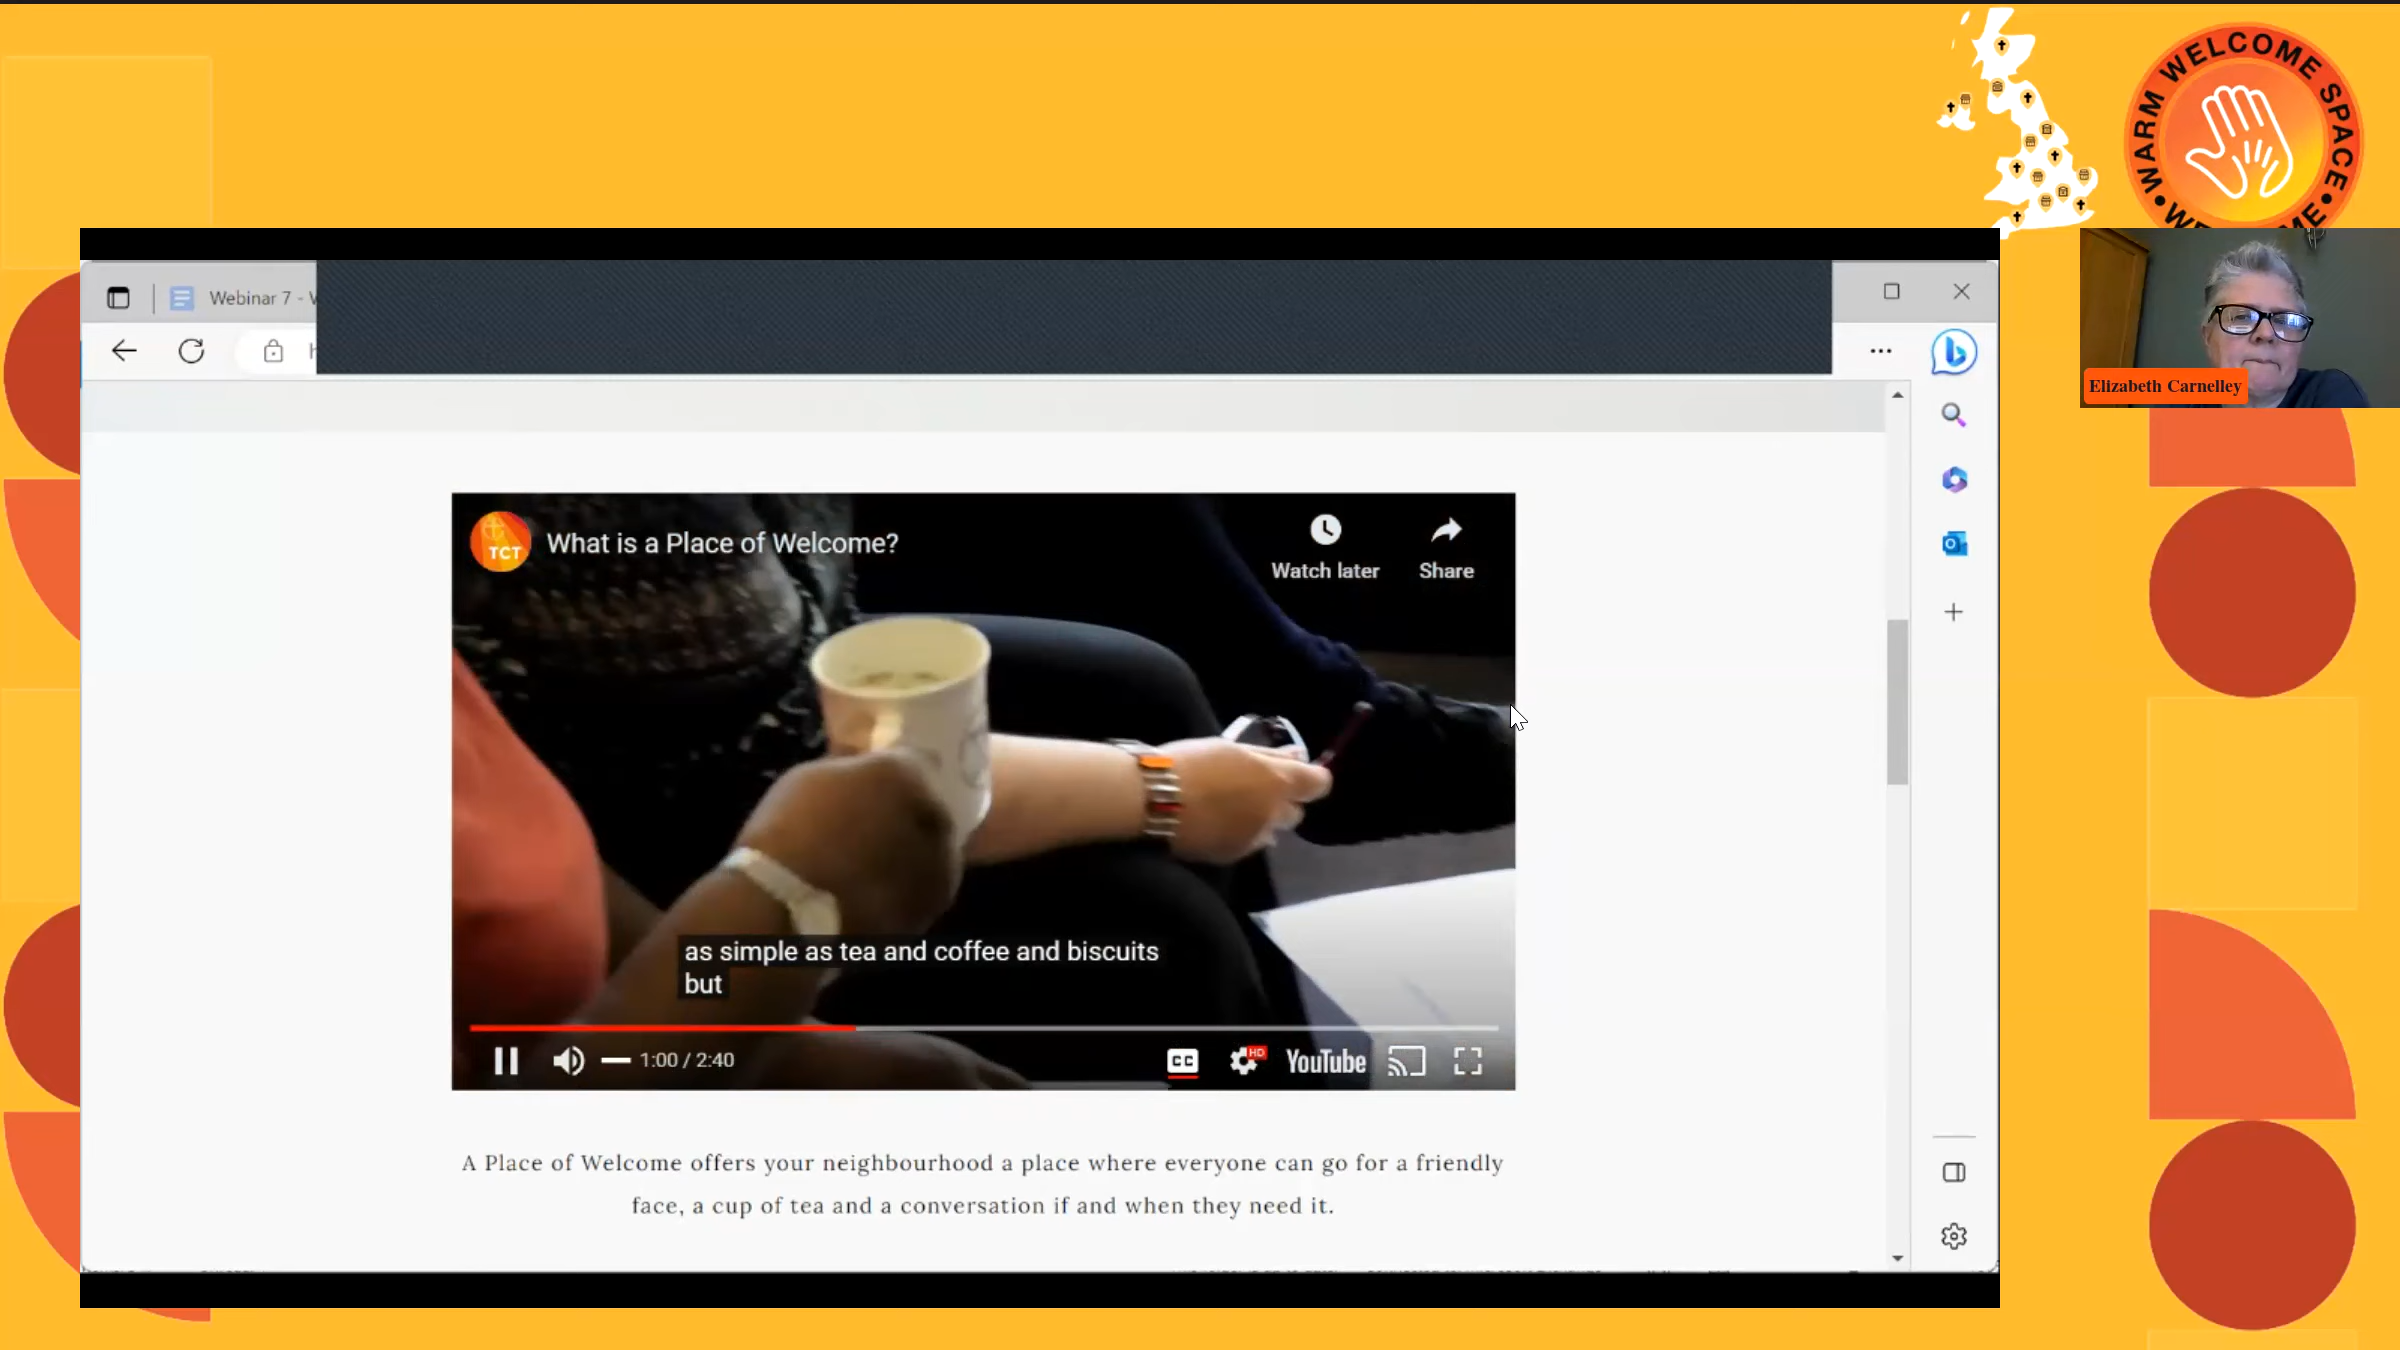 WARM WELCOME SPACE
Webinar 7 -
Elizabeth Carnelley
TCT
What is a Place of Welcome?
Watch later
Share
as simple as tea and coffee and biscuits
but
1:00 / 2:40
CC
HD
YouTube
A Place of Welcome offers your neighbourhood a place where everyone can go for a friendly
face, a cup of tea and a conversation if and when they need it.